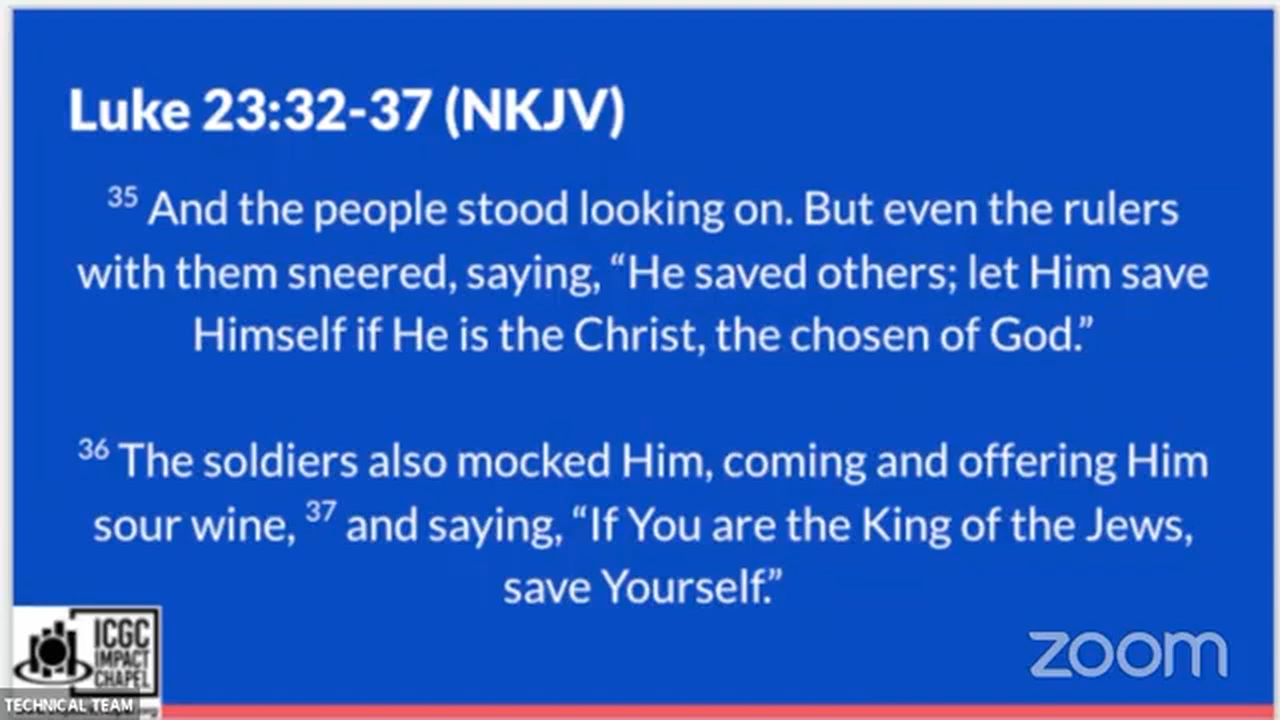 Luke 23:32-37 (NKJV)
35 And the people stood looking on. But even the rulers
with them sneered, saying, “He saved others; let Him save
Himself if He is the Christ, the chosen of God.”
36 The soldiers also mocked Him, coming and offering Him
sour wine, 37 and saying, “If You are the King of the Jews,
save Yourself.”
ICGC
IMPACT
CHAPEL
zoom
TECHNICAL TEAM